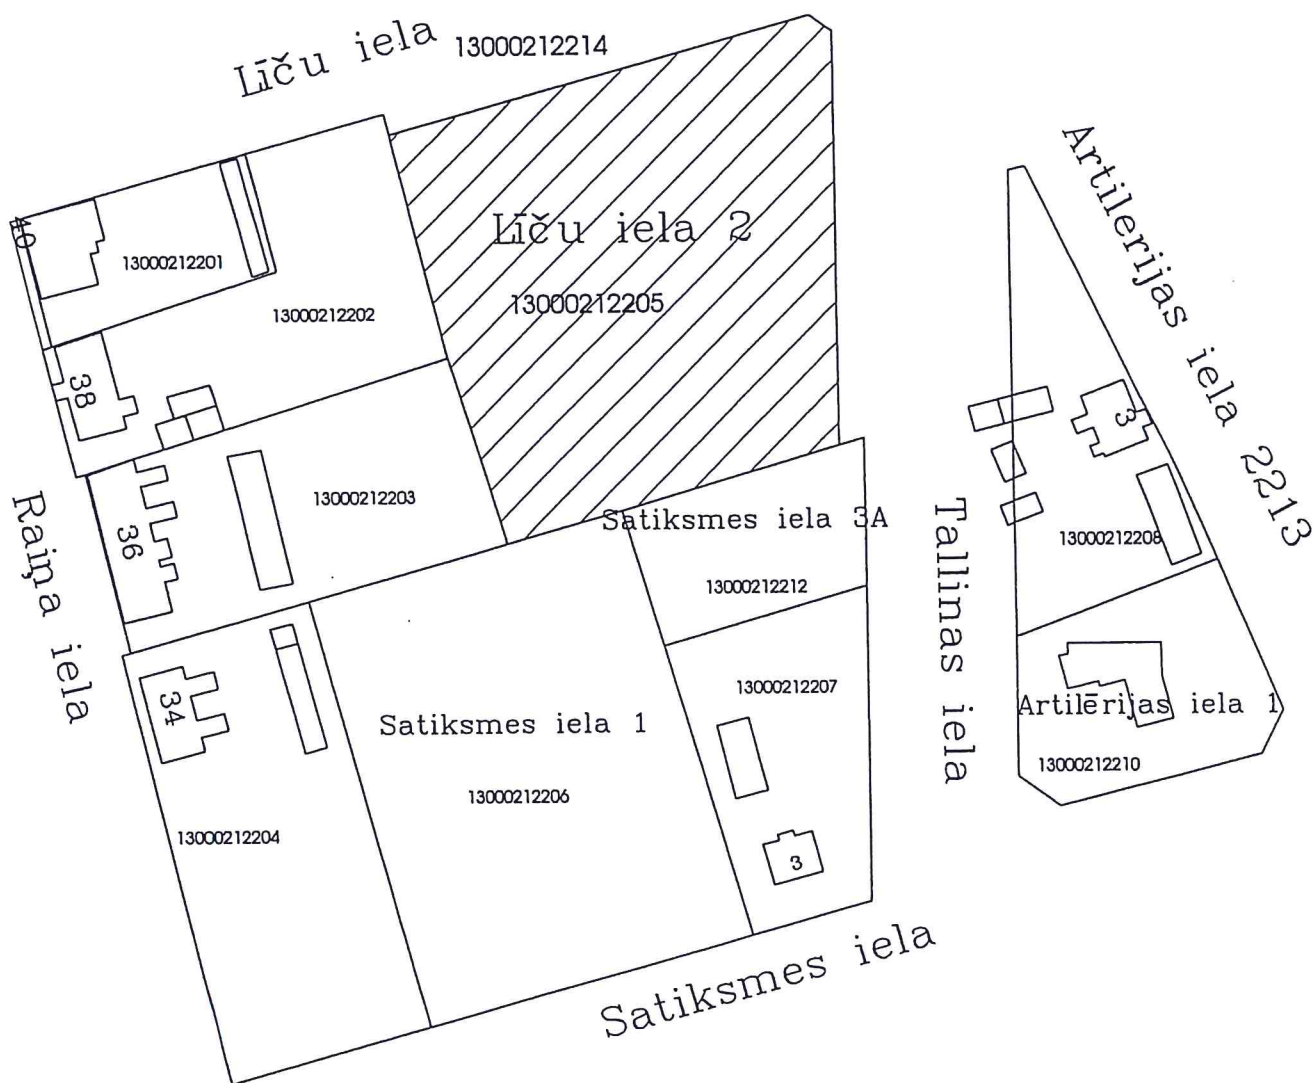 Līču iela
13000212214
Artilerijas iela 2213
40
13000212201
Līču iela 2
13000212205
13000212202
38
3
36
13000212203
Raiņa iela
Satiksmes iela 3A
13000212208
13000212212
Tallinas iela
34
13000212207
Satiksmes iela 1
Artilērijas iela 1
13000212210
13000212206
13000212204
3
Satiksmes iela